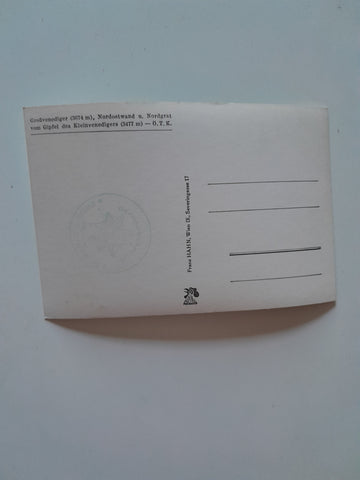 Großvenediger (3674 m), Nordostwand u. Nordgrat
vom Gipfel des Kleinvenedigers (3477 m) — Ö. T. K.
Franz HAHN, Wien IX, Severingasse 17